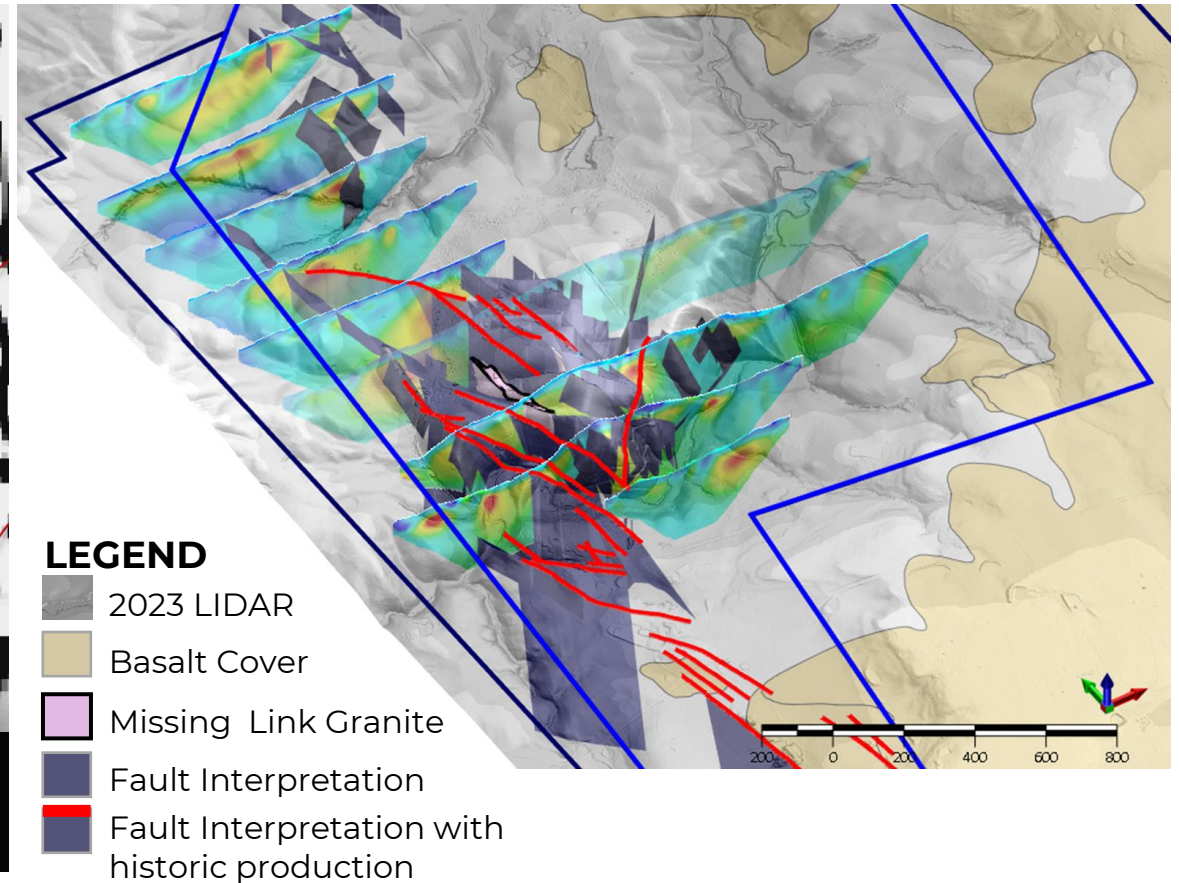 LEGEND
2023 LIDAR
Basalt Cover
Missing Link Granite
Fault Interpretation
Fault Interpretation with
historic production
200 0 200 400 600 800